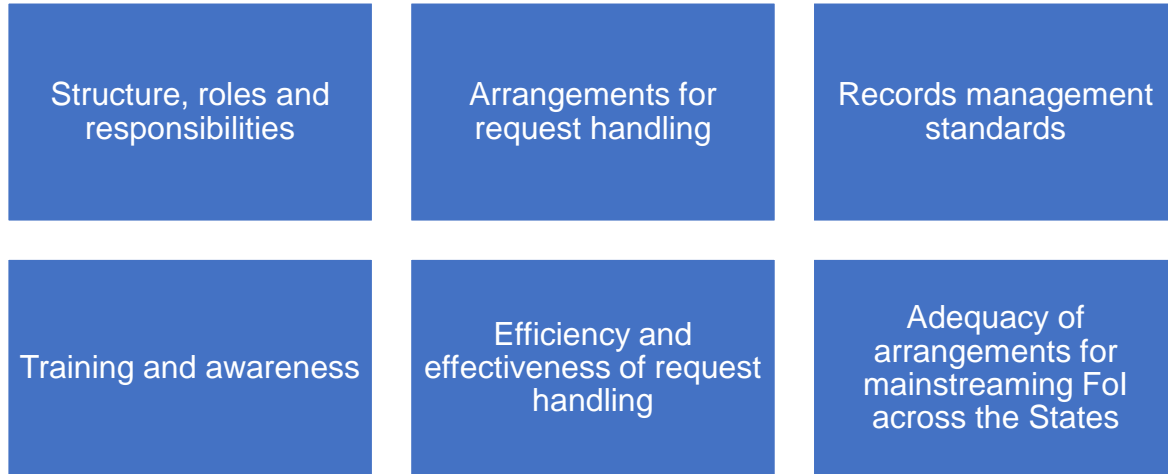 Structure, roles and
responsibilities
Arrangements for
request handling
Records management
standards
Training and awareness
Efficiency and
effectiveness of request
handling
Adequacy of
arrangements for
mainstreaming FoI
across the States